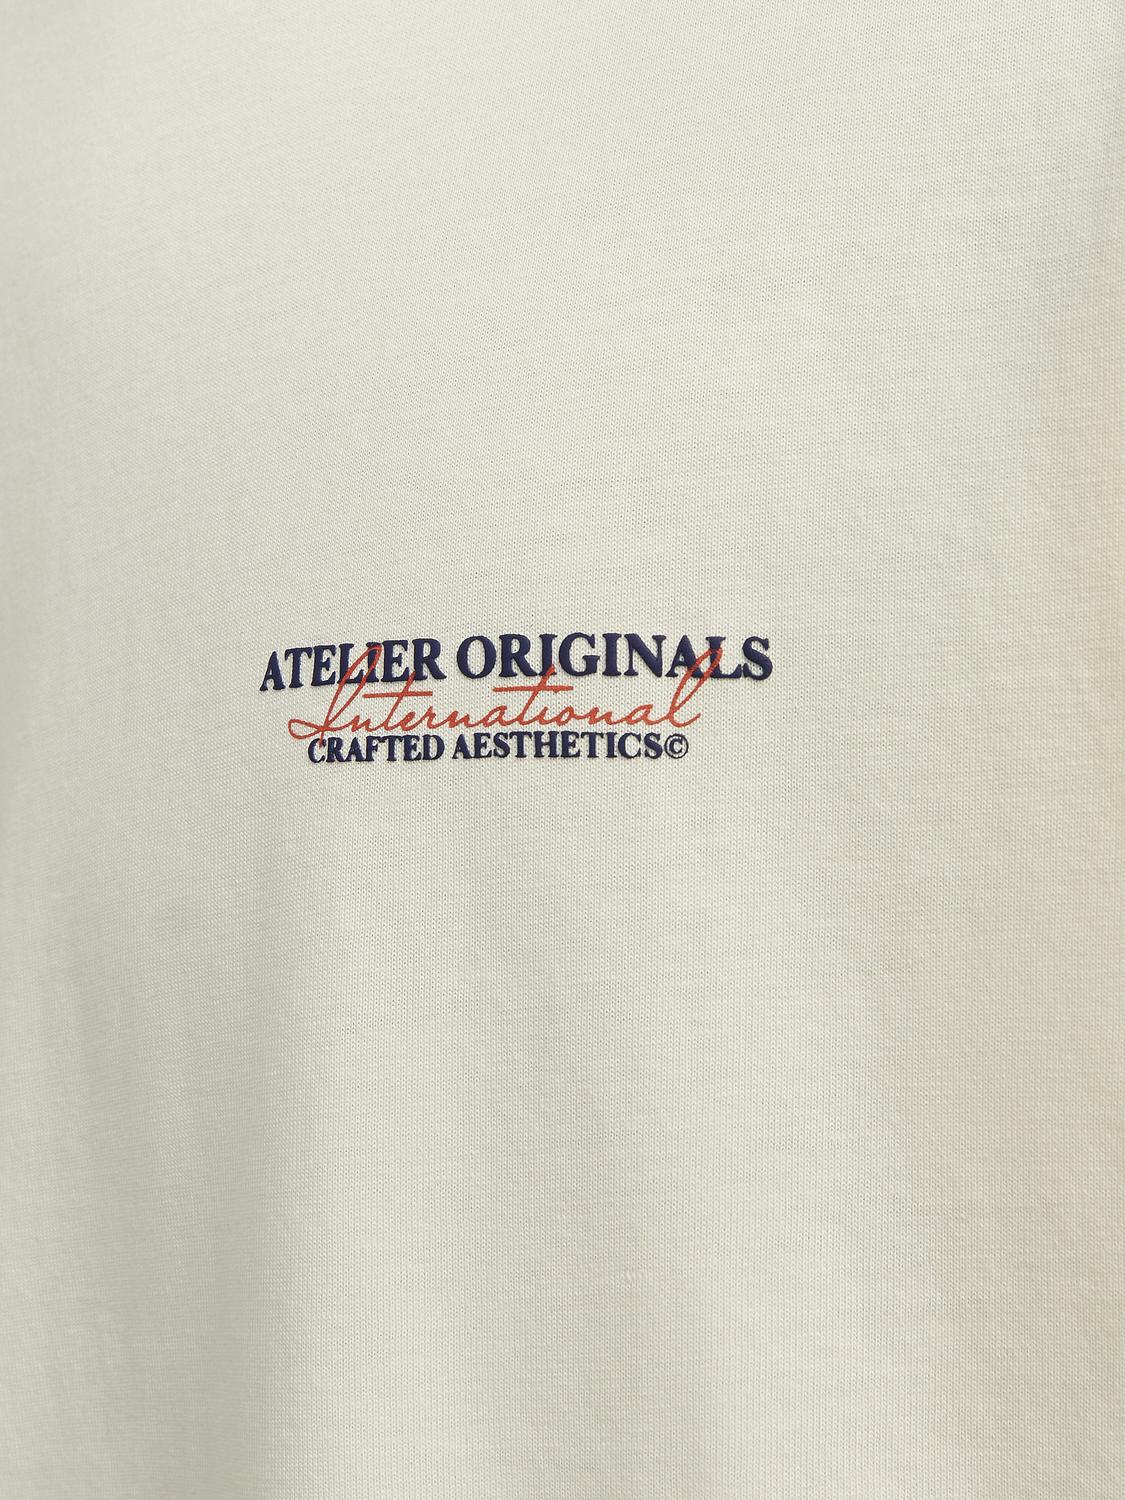 ATELIER ORIGINALS
International
CRAFTED AESTHETICS©